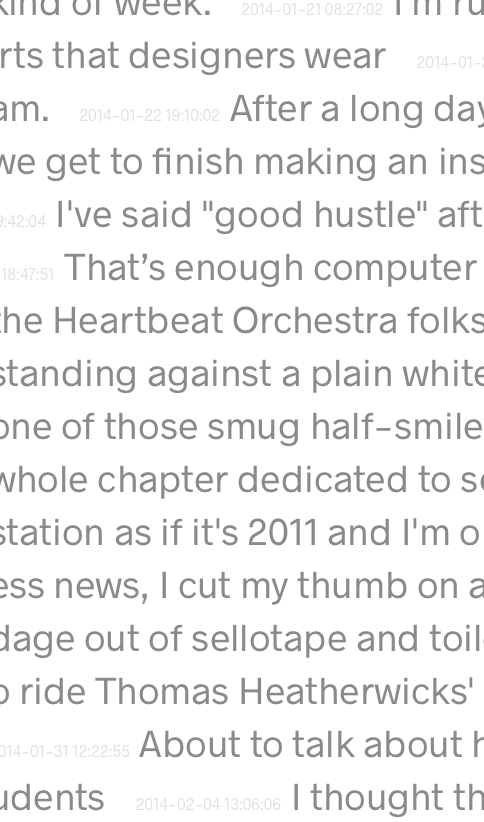 kind of week. 2014-01-21 08:27:02 I'm ru
rts that designers wear 2014-01-2
am. 2014-01-22 19:10:02 After a long day
we get to finish making an ins
9:42:04 I've said "good hustle" aft
18:47:51 That’s enough computer
the Heartbeat Orchestra folks
standing against a plain white
one of those smug half-smile
whole chapter dedicated to se
station as if it's 2011 and I'm o
ess news, I cut my thumb on a
dage out of sellotape and toil
o ride Thomas Heatherwicks'
014-01-31 12:22:55 About to talk about h
udents 2014-02-04 13:06:06 I thought th